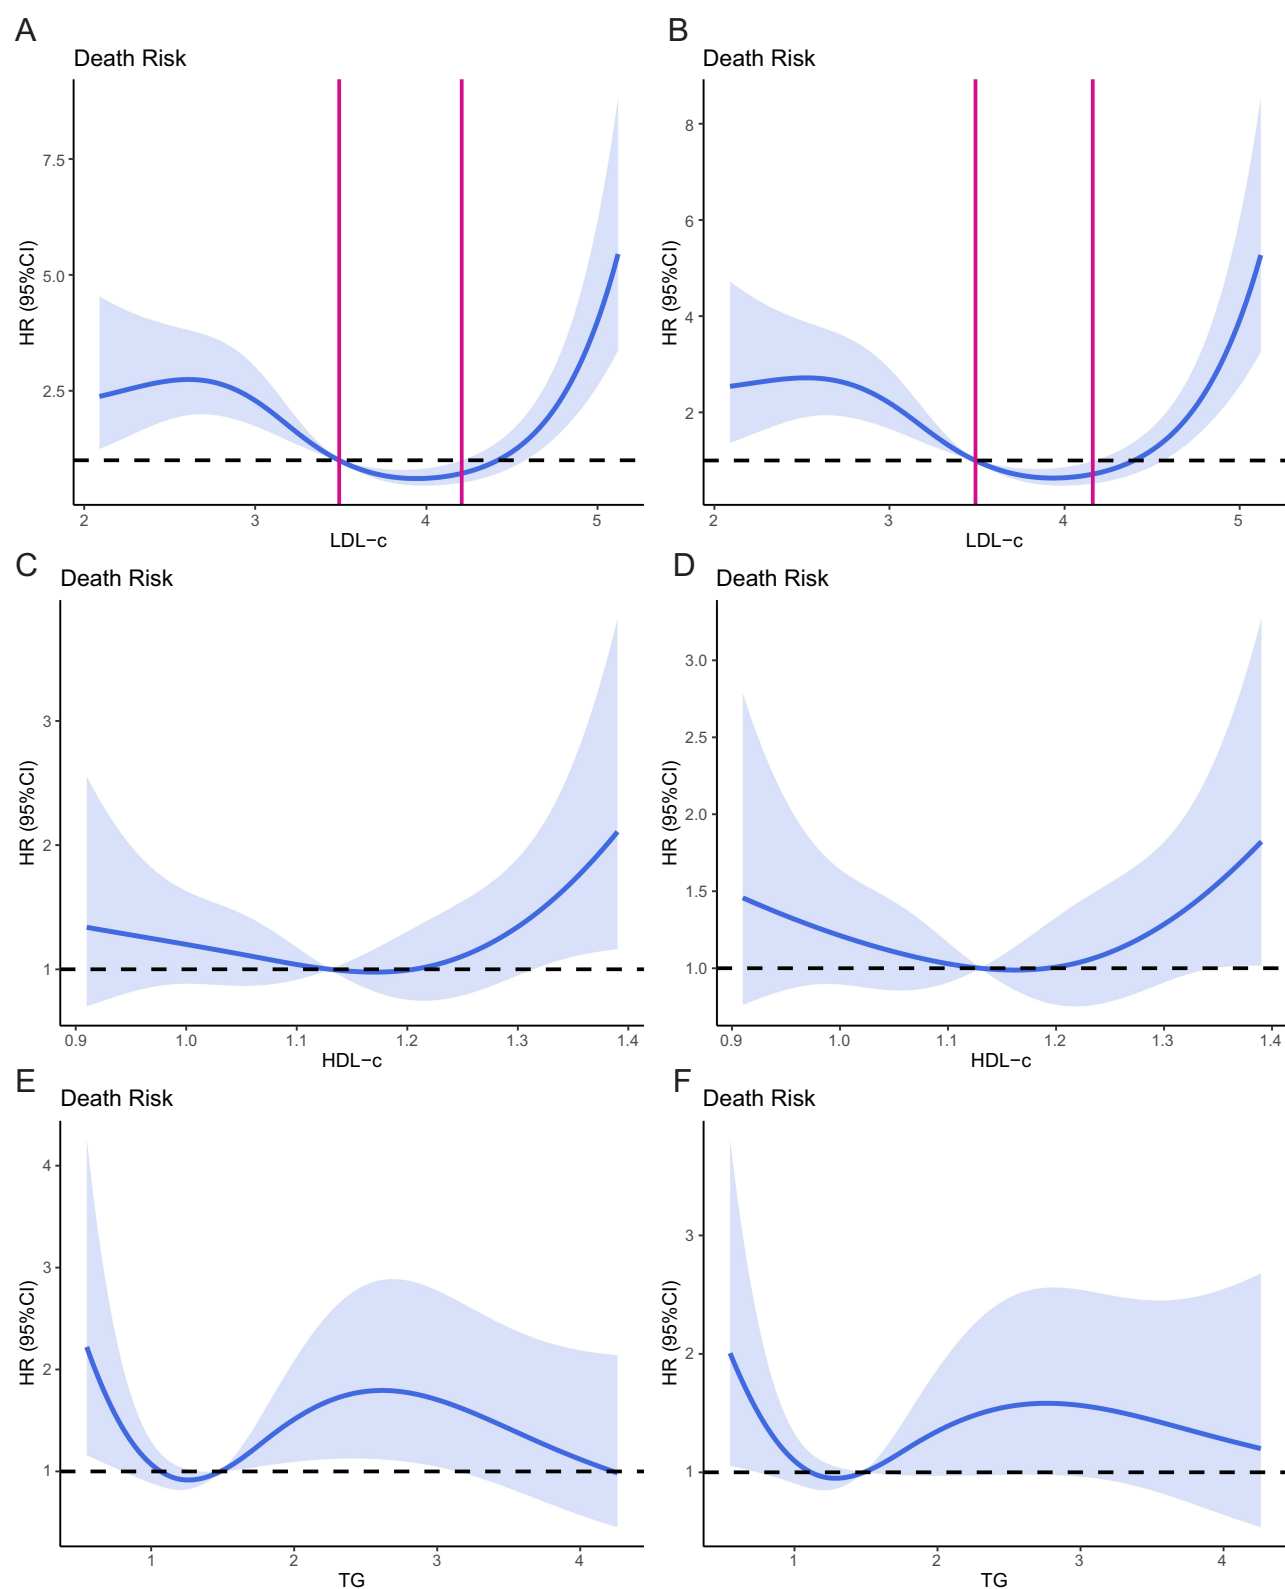 A
Death Risk
HR (95%CI)
7.5
5.0
2.5
2 3 4 5
LDL−c
B
Death Risk
HR (95%CI)
8
6
4
2
2 3 4 5
LDL−c
C
Death Risk
HR (95%CI)
3
2
1
0.9 1.0 1.1 1.2 1.3 1.4
HDL−c
D
Death Risk
HR (95%CI)
3.0
2.5
2.0
1.5
1.0
0.9 1.0 1.1 1.2 1.3 1.4
HDL−c
E
Death Risk
HR (95%CI)
4
3
2
1
1 2 3 4
TG
F
Death Risk
HR (95%CI)
3
2
1
1 2 3 4
TG